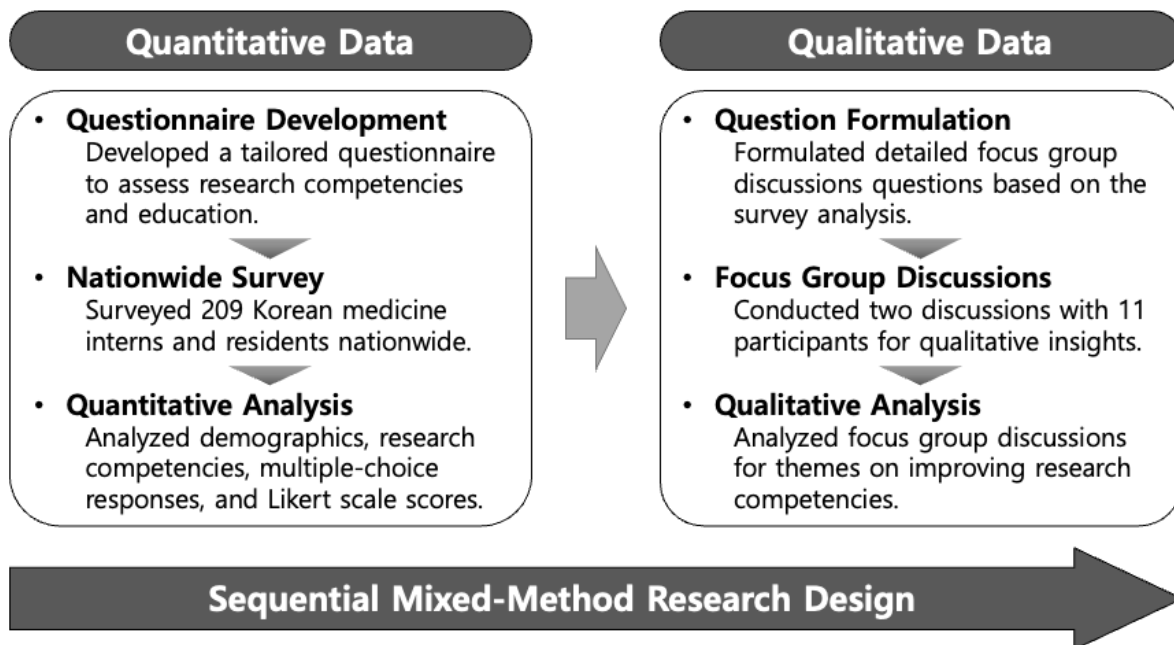 Quantitative Data
• Questionnaire Development
Developed a tailored questionnaire
to assess research competencies
and education.
• Nationwide Survey
Surveyed 209 Korean medicine
interns and residents nationwide.
• Quantitative Analysis
Analyzed demographics, research
competencies, multiple-choice
responses, and Likert scale scores.
Qualitative Data
• Question Formulation
Formulated detailed focus group
discussions questions based on the
survey analysis.
• Focus Group Discussions
Conducted two discussions with 11
participants for qualitative insights.
• Qualitative Analysis
Analyzed focus group discussions
for themes on improving research
competencies.
Sequential Mixed-Method Research Design